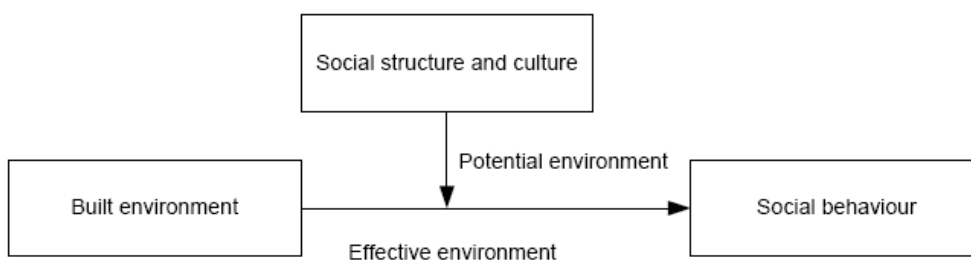 Social structure and culture
Potential environment
Built environment
Social behaviour
Effective environment